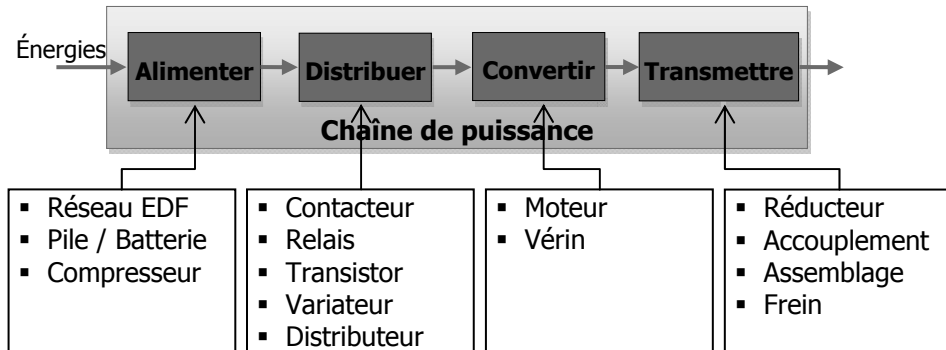 Énergies
Alimenter
Distribuer
Convertir
Transmettre
Chaîne de puissance
▪ Réseau EDF
▪ Pile / Batterie
▪ Compresseur
▪ Contacteur
▪ Relais
▪ Transistor
▪ Variateur
▪ Distributeur
▪ Moteur
▪ Vérin
▪ Réducteur
▪ Accouplement
▪ Assemblage
▪ Frein